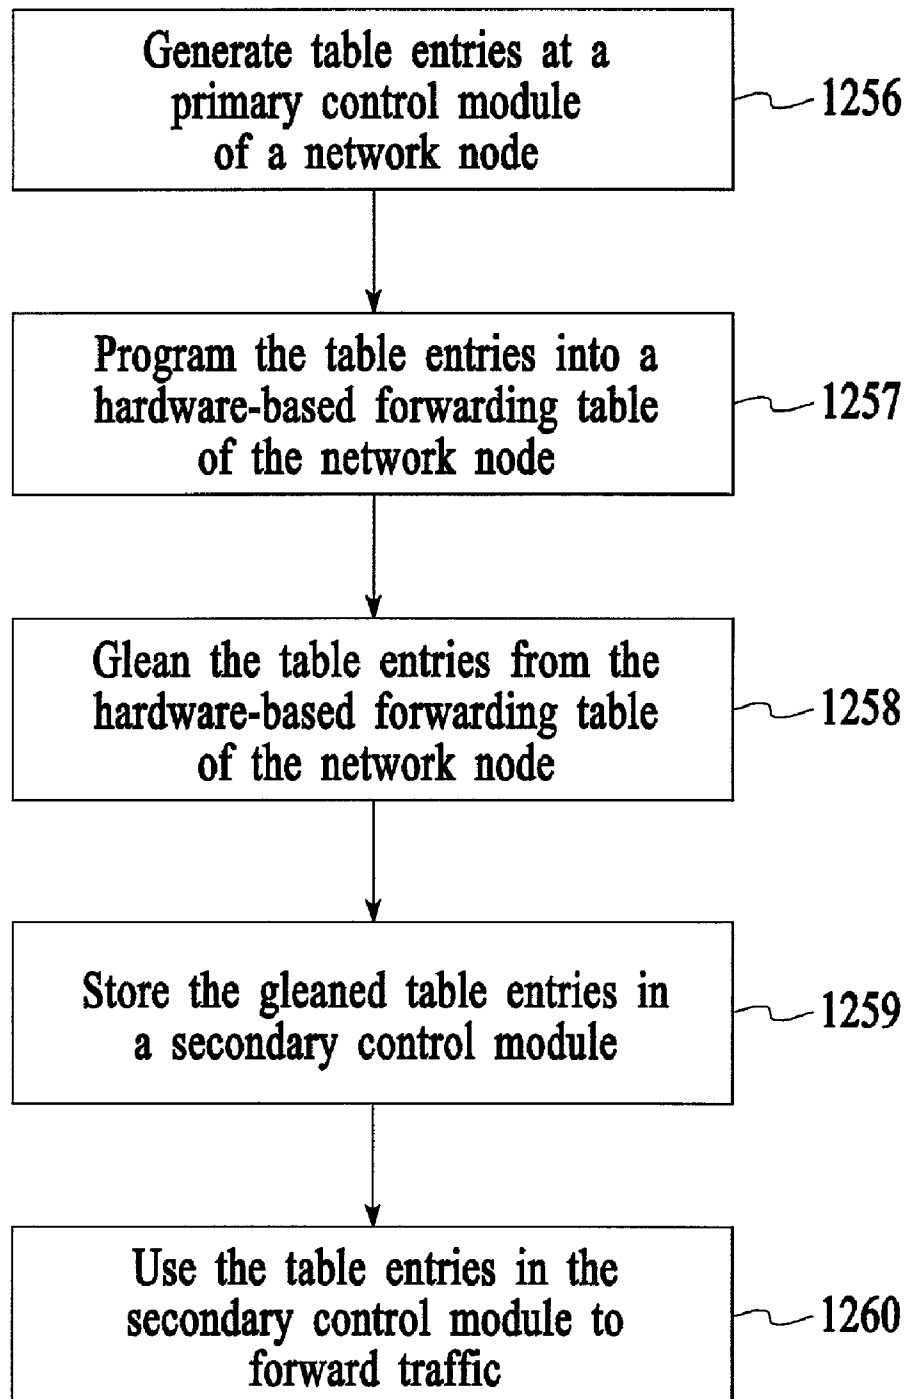 Generate table entries at a
primary control module
of a network node
1256
Program the table entries into a
hardware-based forwarding table
of the network node
1257
Glean the table entries from the
hardware-based forwarding table
of the network node
1258
Store the gleaned table entries in
a secondary control module
1259
Use the table entries in the
secondary control module to
forward traffic
1260